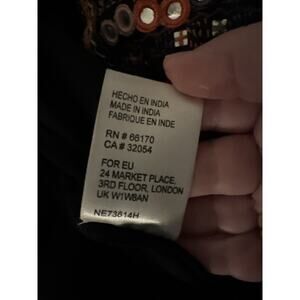 HECHO EN INDIA
MADE IN INDIA
FABRIQUE EN INDE
RN # 66170
CA # 32054
FOR EU
24 MARKET PLACE,
3RD FLOOR, LONDON
UK W1W8AN
NE73614H